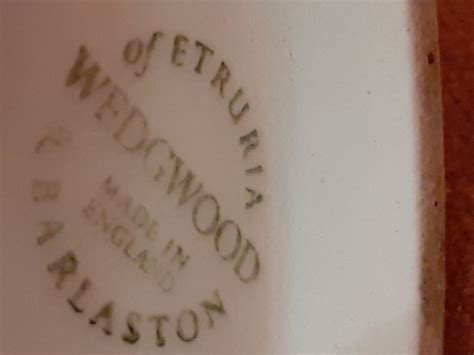 of ETRURIA
WEDGWOOD
MADE IN
ENGLAND
& BARLASTON